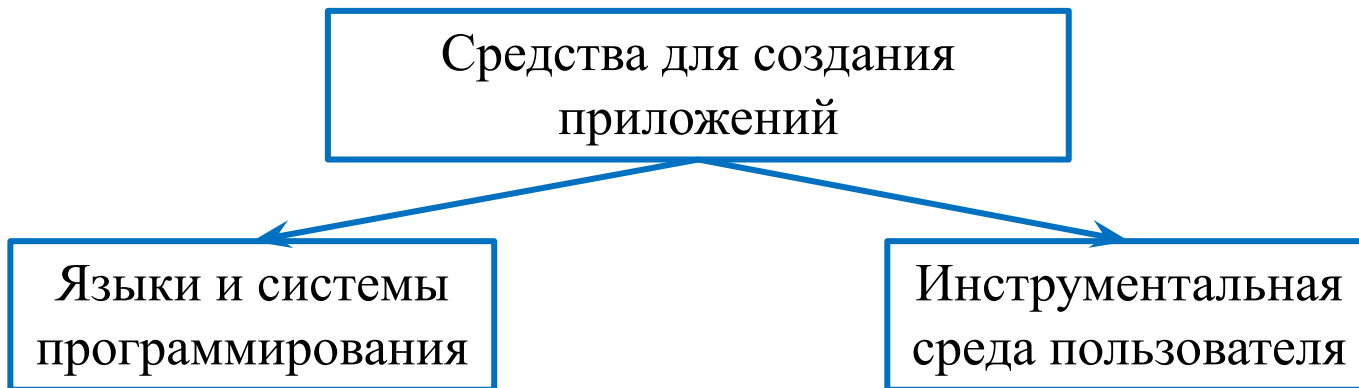 Средства для создания
приложений
Языки и системы
программирования
Инструментальная
среда пользователя